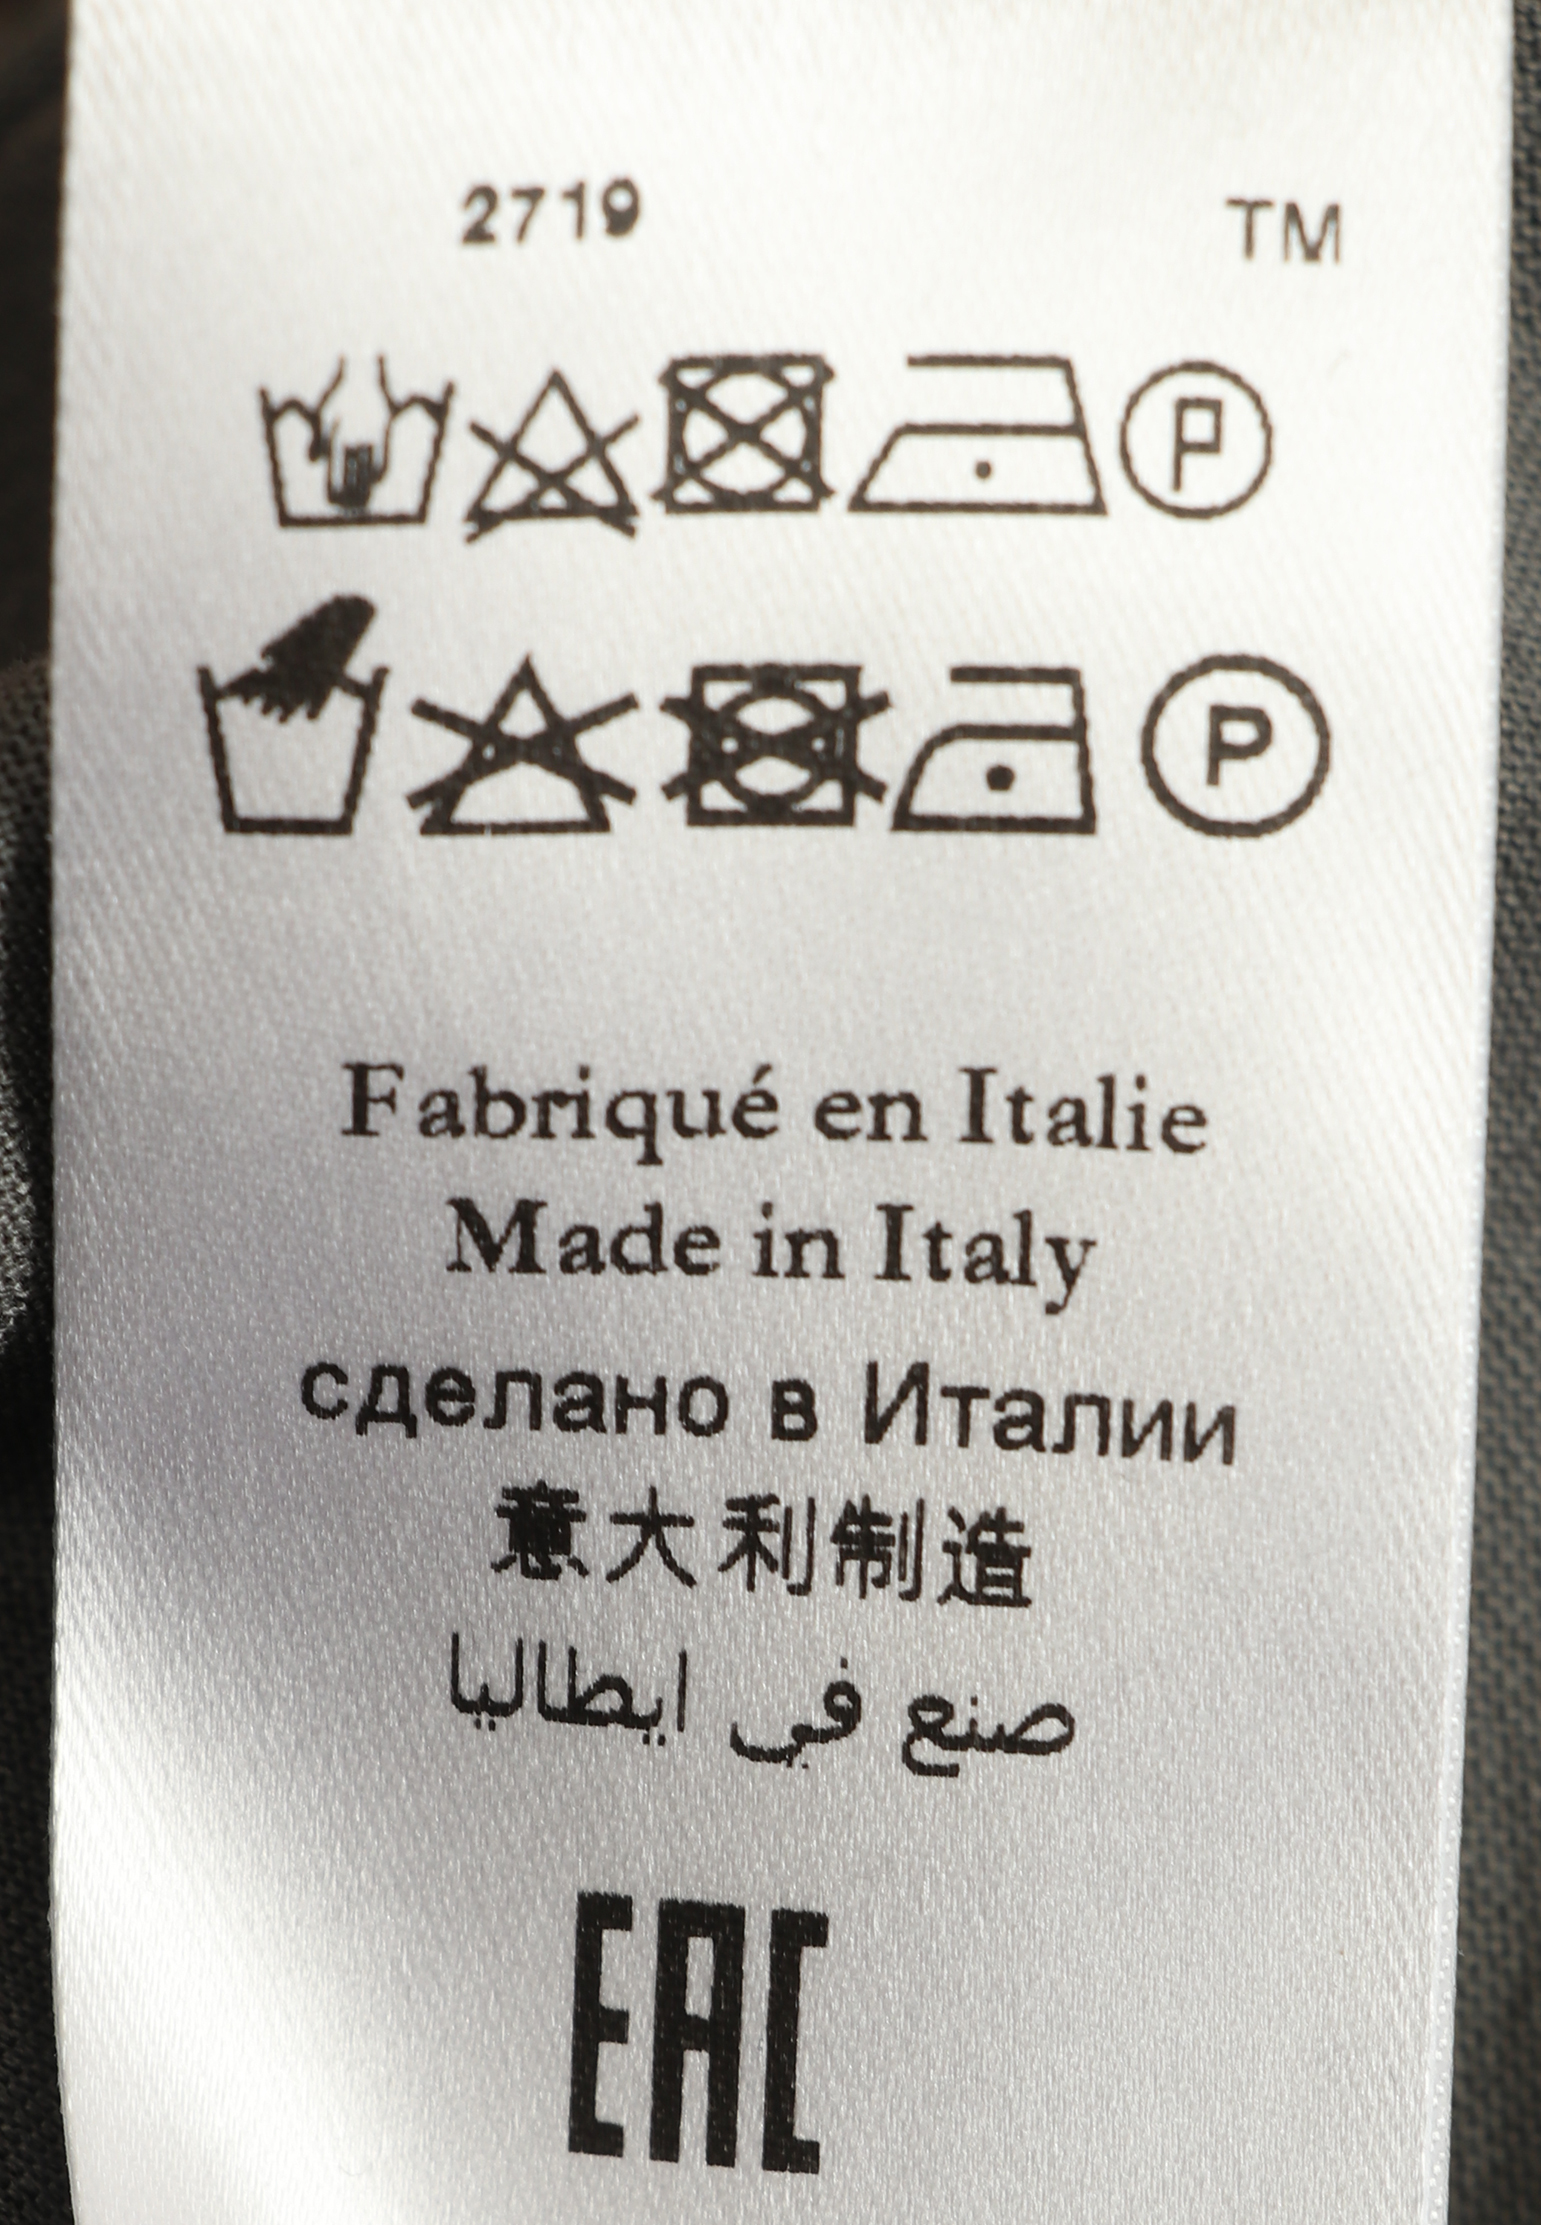 2719 TM
P
P
Fabriqué en Italie
Made in Italy
сделано в Италии
意大利制造
صنع في ايطاليا
EAC